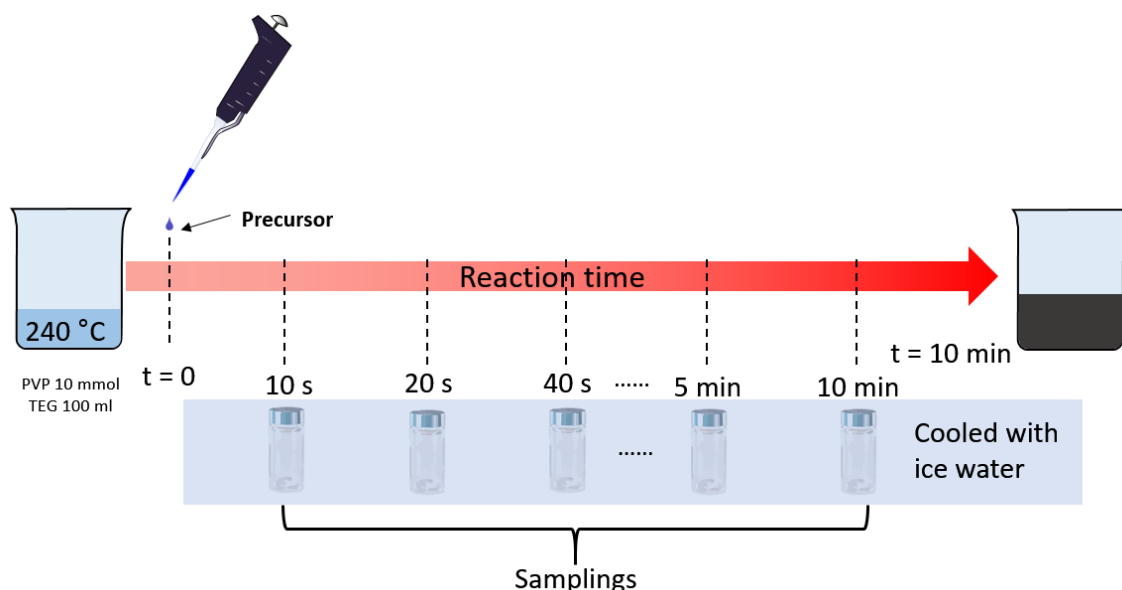 Precursor
Reaction time
240 °C
PVP 10 mmol
TEG 100 ml
t = 0
t = 10 min
10 s
20 s
40 s
......
5 min
10 min
......
Cooled with
ice water
Samplings